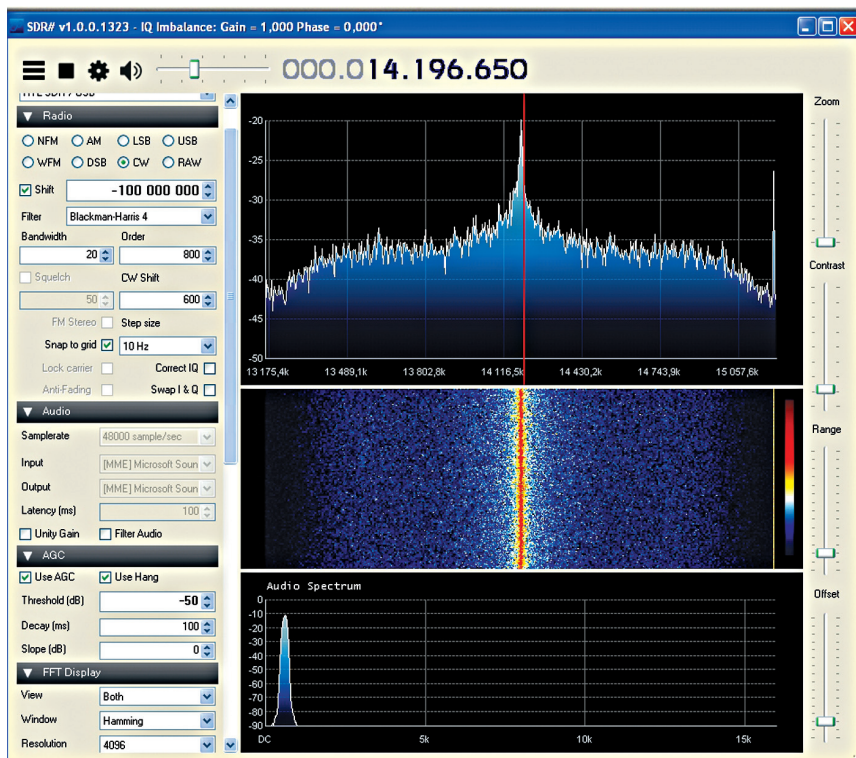 SDR# v1.0.0.1323 - IQ Imbalance: Gain = 1,000 Phase = 0,000°
000.014.196.650
Radio
NFM AM LSB USB
WFM DSB CW RAW
Shift -100 000 000
Filter Blackman-Harris 4
Bandwidth Order
20 800
Squelch CW Shift
50 600
FM Stereo Step size
Snap to grid 10 Hz
Lock carrier Correct IQ
Anti-Fading Swap I & Q
Audio
Samplerate 48000 sample/sec
Input [MME] Microsoft Soun
Output [MME] Microsoft Soun
Latency (ms) 100
Unity Gain Filter Audio
AGC
Use AGC Use Hang
Threshold (dB) -50
Decay (ms) 100
Slope (dB) 0
FFT Display
View Both
Window Hamming
Resolution 4096
-20
-25
-30
-35
-40
-45
-50
13 175,4k 13 489,1k 13 802,8k 14 116,5k 14 430,2k 14 743,9k 15 057,6k
Audio Spectrum
0
-10
-20
-30
-40
-50
-60
-70
-80
-90
DC 5k 10k 15k
Zoom
Contrast
Range
Offset